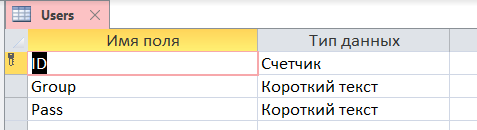 Users
Имя поля Тип данных
ID Счетчик
Group Короткий текст
Pass Короткий текст